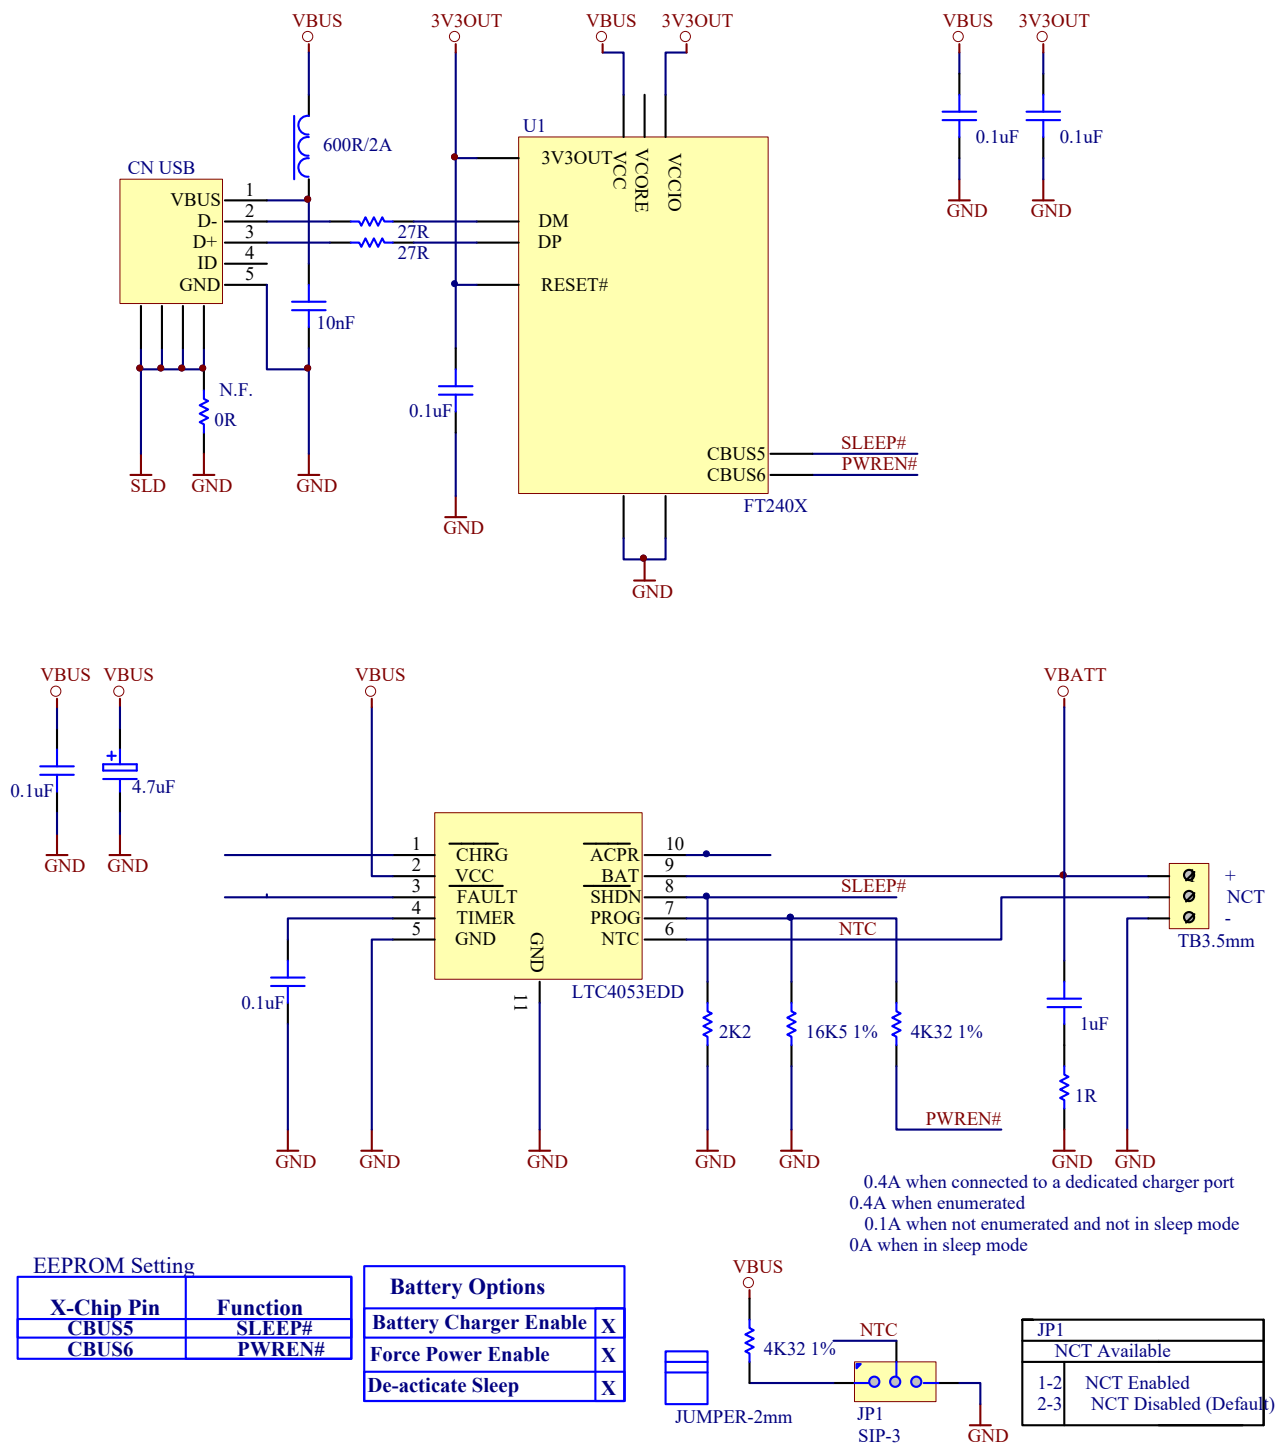 VBUS
3V3OUT
VBUS
3V3OUT
VBUS
3V3OUT
600R/2A
0.1uF
0.1uF
GND
GND
CN USB
VBUS
D-
D+
ID
GND
1
2
3
4
5
27R
27R
10nF
N.F.
0R
SLD
GND
GND
0.1uF
GND
U1
3V3OUT
VCC
VCORE
VCCIO
DM
DP
RESET#
CBUS5
CBUS6
SLEEP#
PWREN#
FT240X
GND
VBUS
VBUS
VBUS
VBATT
0.1uF
+
4.7uF
GND
GND
1
2
3
4
5
CHRG
VCC
FAULT
TIMER
GND
GND
11
ACPR
BAT
SHDN
PROG
NTC
10
9
8
7
6
LTC4053EDD
SLEEP#
NTC
+
NCT
-
TB3.5mm
0.1uF
2K2
16K5 1%
4K32 1%
1uF
1R
PWREN#
GND
GND
GND
GND
GND
GND
GND
0.4A when connected to a dedicated charger port
0.4A when enumerated
0.1A when not enumerated and not in sleep mode
0A when in sleep mode
EEPROM Setting
X-Chip Pin Function
CBUS5 SLEEP#
CBUS6 PWREN#
Battery Options
Battery Charger Enable X
Force Power Enable X
De-acticate Sleep X
VBUS
4K32 1%
NTC
JUMPER-2mm
JP1
SIP-3
GND
JP1
NCT Available
1-2 NCT Enabled
2-3 NCT Disabled (Default)